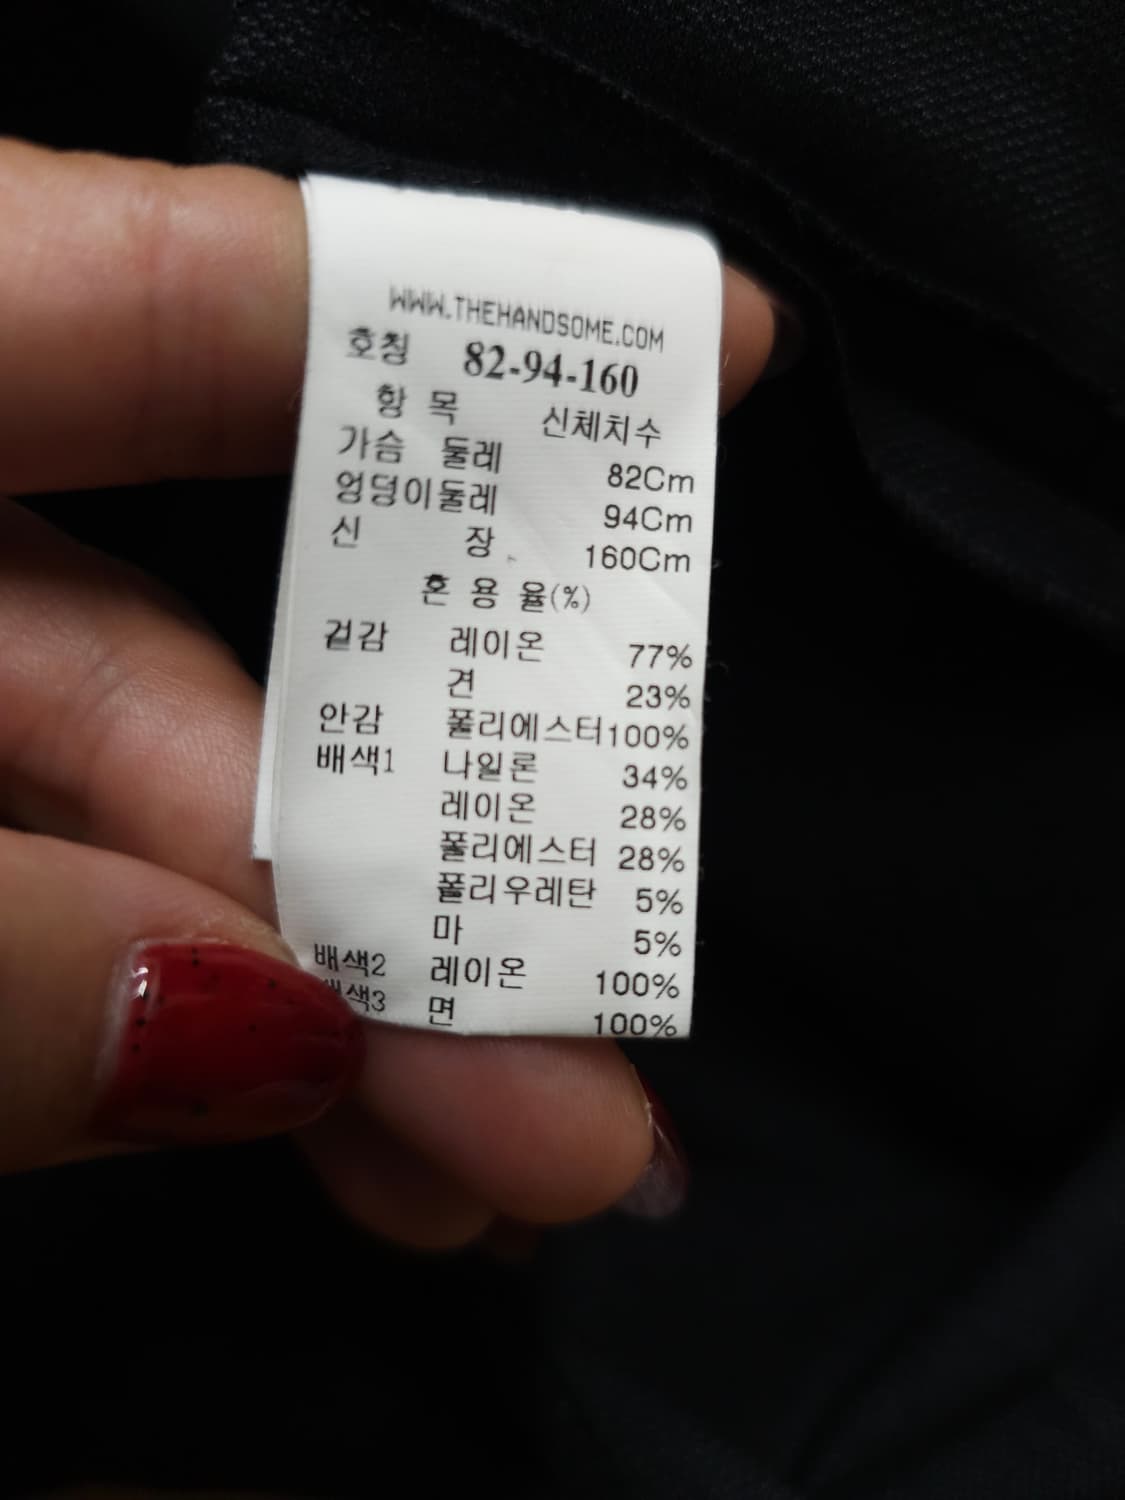 WWW.THEHANDSOME.COM
호칭 82-94-160
항 목 신체치수
가슴 둘레 82Cm
엉덩이둘레 94Cm
신 장 160Cm
혼 용 율(%)
겉감 레이온 77%
견 23%
안감 폴리에스터100%
배색1 나일론 34%
레이온 28%
폴리에스터 28%
폴리우레탄 5%
마 5%
배색2 레이온 100%
배색3 면 100%